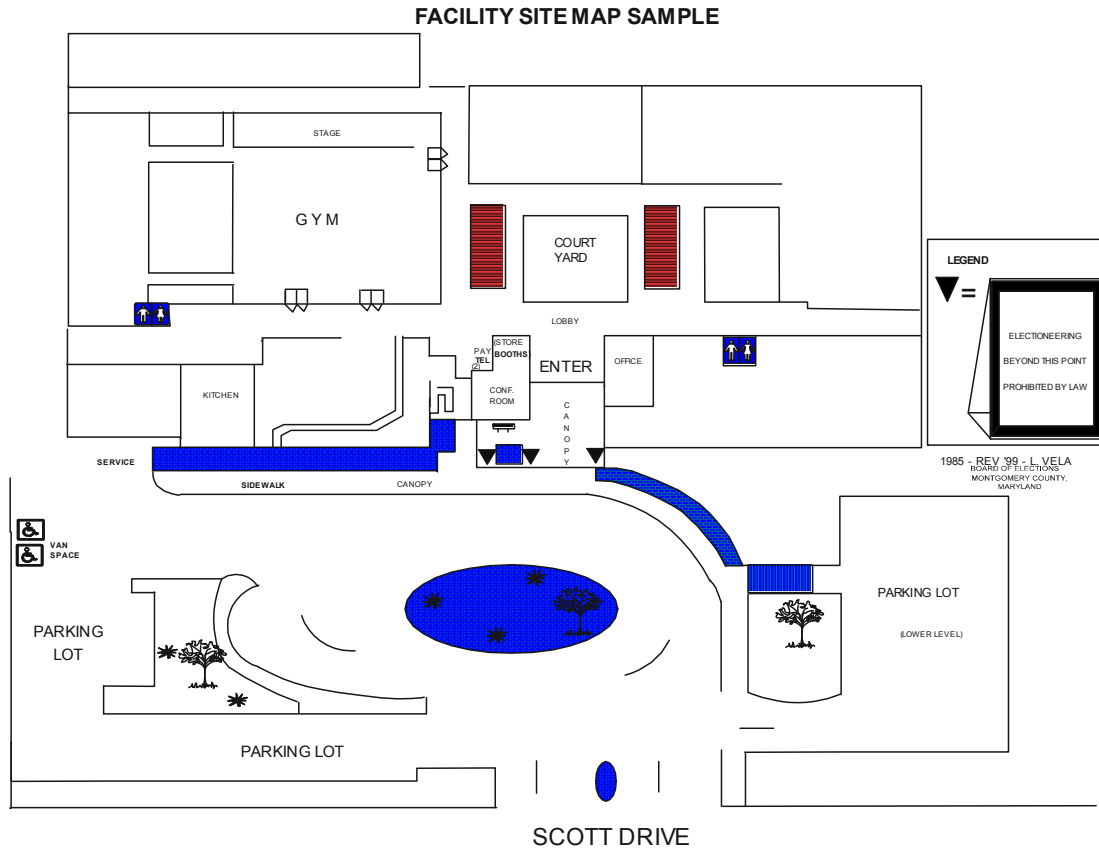 FACILITY SITE MAP SAMPLE
STAGE
GYM
COURT
YARD
LEGEND
=
ELECTIONEERING
BEYOND THIS POINT
PROHIBITED BY LAW
LOBBY
(STORE
BOOTHS)
PAY
TEL
(2)
ENTER
OFFICE
CONF.
ROOM
KITCHEN
CANOPY
SERVICE
SIDEWALK
CANOPY
1985 - REV '99 - L. VELA
BOARD OF ELECTIONS
MONTGOMERY COUNTY,
MARYLAND
VAN
SPACE
PARKING LOT
(LOWER LEVEL)
PARKING
LOT
PARKING LOT
SCOTT DRIVE